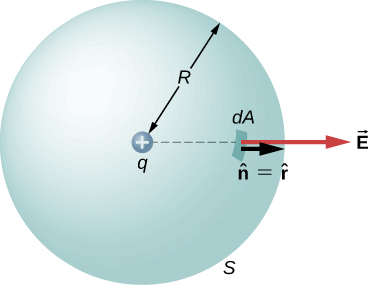 R
dA
+
q
E⃗
n̂ = r̂
S